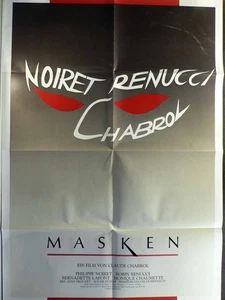 NOIRET RENUCCI
CHABROL
MASKEN
EIN FILM VON CLAUDE CHABROL
PHILIPPE NOIRET ROBIN RENUCCI
BERNADETTE LAFONT MONIQUE CHAUMETTE